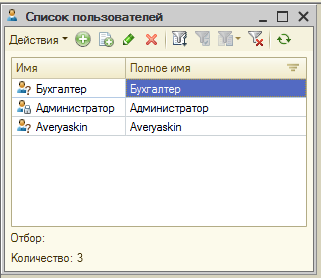 Список пользователей
Действия
Имя Полное имя
Бухгалтер Бухгалтер
Администратор Администратор
Averyaskin Averyaskin
Отбор:
Количество: 3